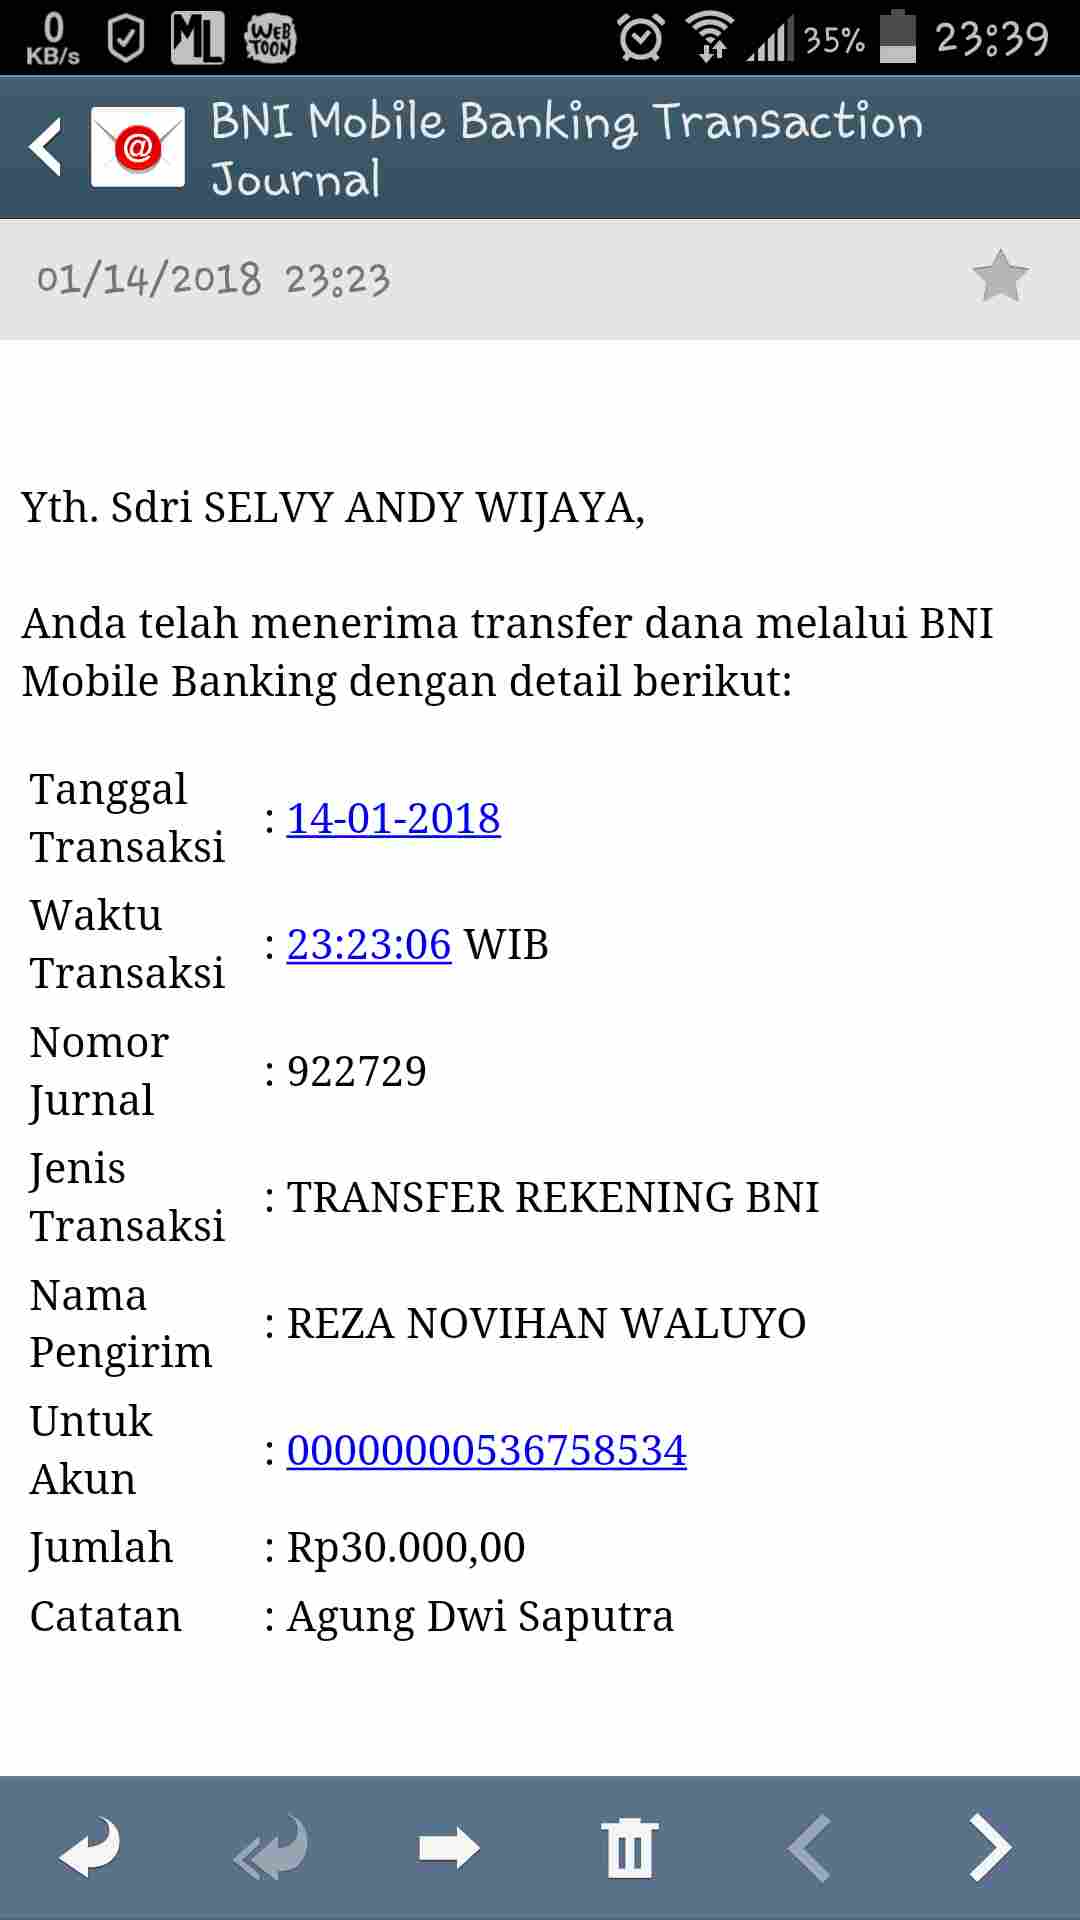 0
KB/s
ML
WEB
TOON
35%
23:39
BNI Mobile Banking Transaction
Journal
01/14/2018 23:23
Yth. Sdri SELVY ANDY WIJAYA,
Anda telah menerima transfer dana melalui BNI
Mobile Banking dengan detail berikut:
Tanggal
Transaksi
: 14-01-2018
Waktu
Transaksi
: 23:23:06 WIB
Nomor
Jurnal
: 922729
Jenis
Transaksi
: TRANSFER REKENING BNI
Nama
Pengirim
: REZA NOVIHAN WALUYO
Untuk
Akun
: 00000000536758534
Jumlah : Rp30.000,00
Catatan : Agung Dwi Saputra